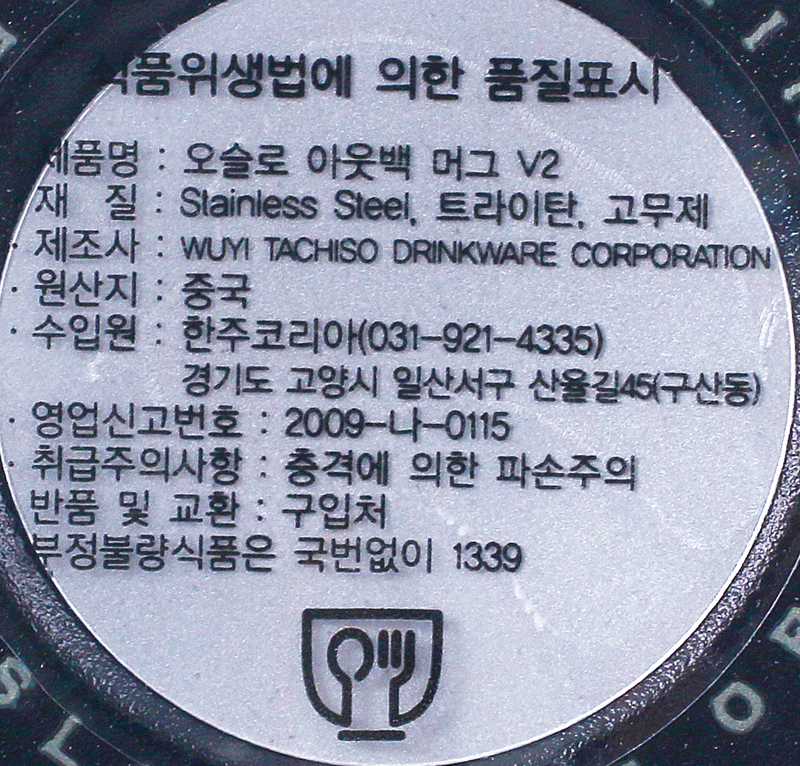 식품위생법에 의한 품질표시
제품명 : 오슬로 아웃백 머그 V2
재 질 : Stainless Steel, 트라이탄, 고무제
· 제조사 : WUYI TACHISO DRINKWARE CORPORATION
· 원산지 : 중국
· 수입원 : 한주코리아(031-921-4335)
경기도 고양시 일산서구 산율길45(구산동)
· 영업신고번호 : 2009-나-0115
· 취급주의사항 : 충격에 의한 파손주의
반품 및 교환 : 구입처
부정불량식품은 국번없이 1339